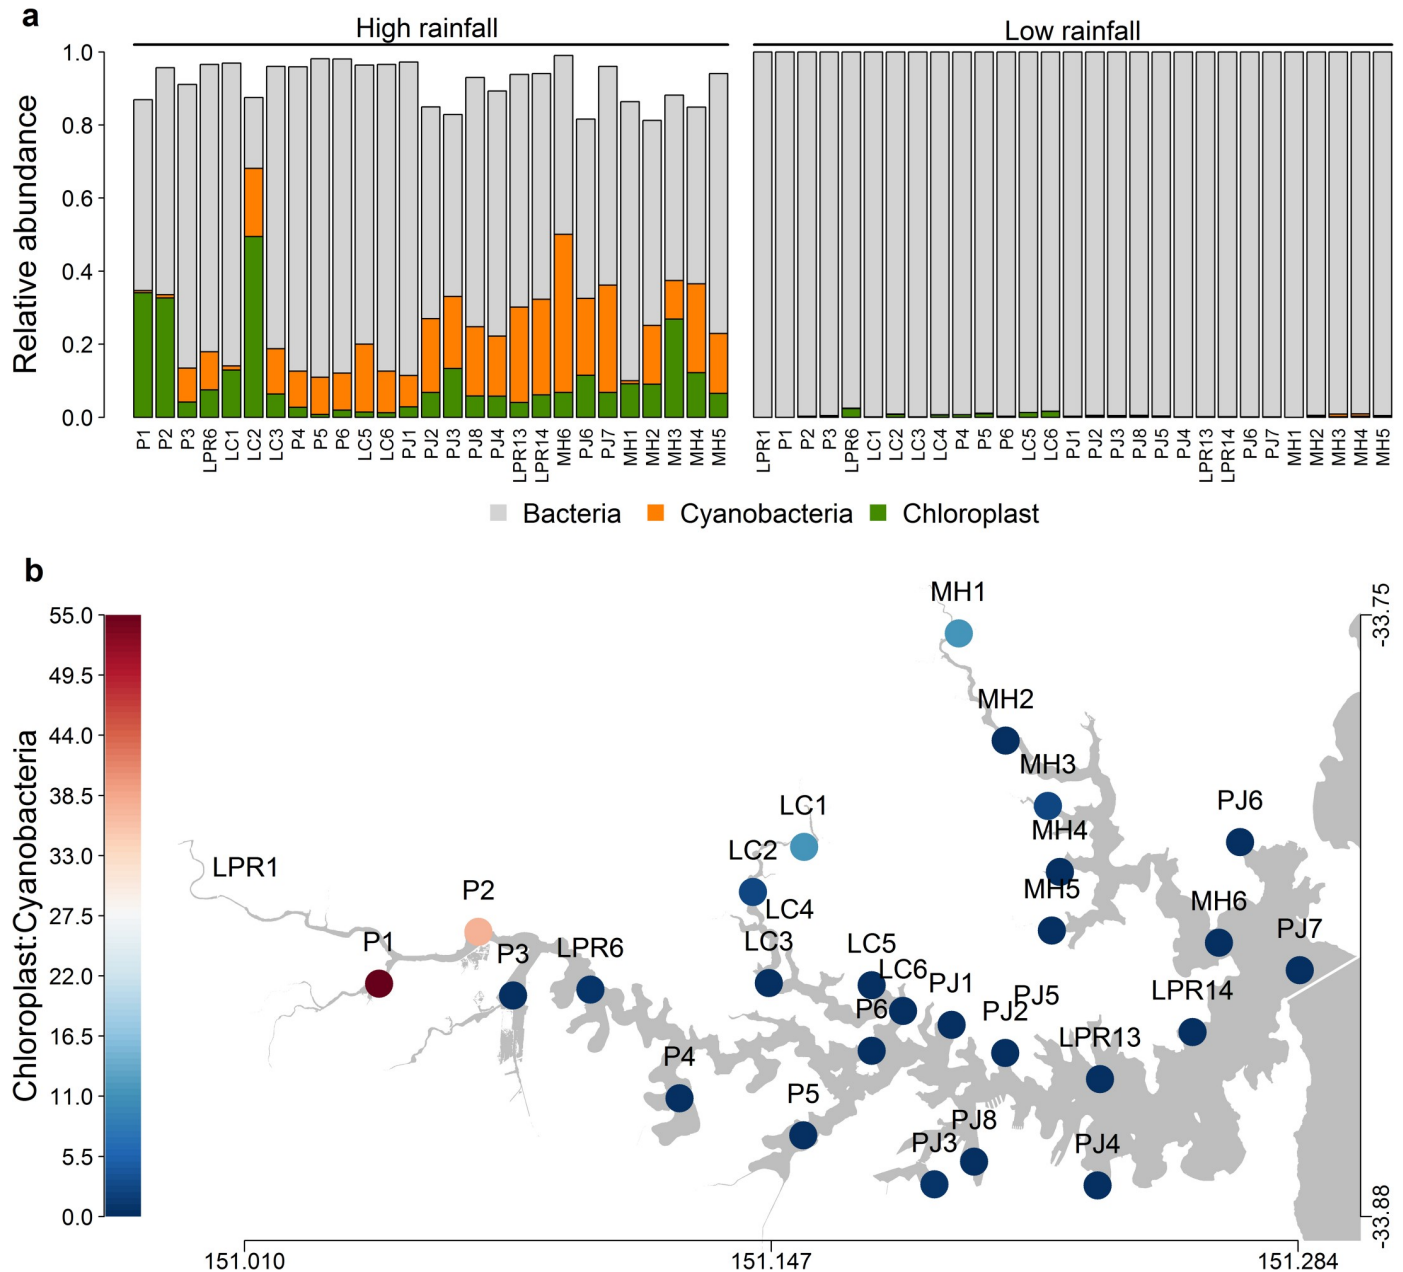 a
High rainfall
Low rainfall
Relative abundance
1.0
0.8
0.6
0.4
0.2
0.0
P1 P2 P3 LPR6 LC1 LC2 LC3 P4 P5 P6 LC5 LC6 PJ1 PJ2 PJ3 PJ8 PJ4 LPR13 LPR14 MH6 PJ6 PJ7 MH1 MH2 MH3 MH4 MH5
LPR1 P1 P2 P3 LPR6 LC1 LC2 LC3 LC4 P4 P5 P6 LC5 LC6 PJ1 PJ2 PJ3 PJ8 PJ5 PJ4 LPR13 LPR14 PJ6 PJ7 MH1 MH2 MH3 MH4 MH5
Bacteria Cyanobacteria Chloroplast
b
Chloroplast:Cyanobacteria
55.0
49.5
44.0
38.5
33.0
27.5
22.0
16.5
11.0
5.5
0.0
MH1
MH2
MH3
PJ6
LC1
MH4
LC2
LPR1
P2
MH5
MH6
LC4
PJ7
P1
P3
LPR6
LC3
LC5
LC6
PJ1
LPR14
PJ5
P6
PJ2
LPR13
P4
P5
PJ8
PJ3
PJ4
-33.75
-33.88
151.010
151.147
151.284